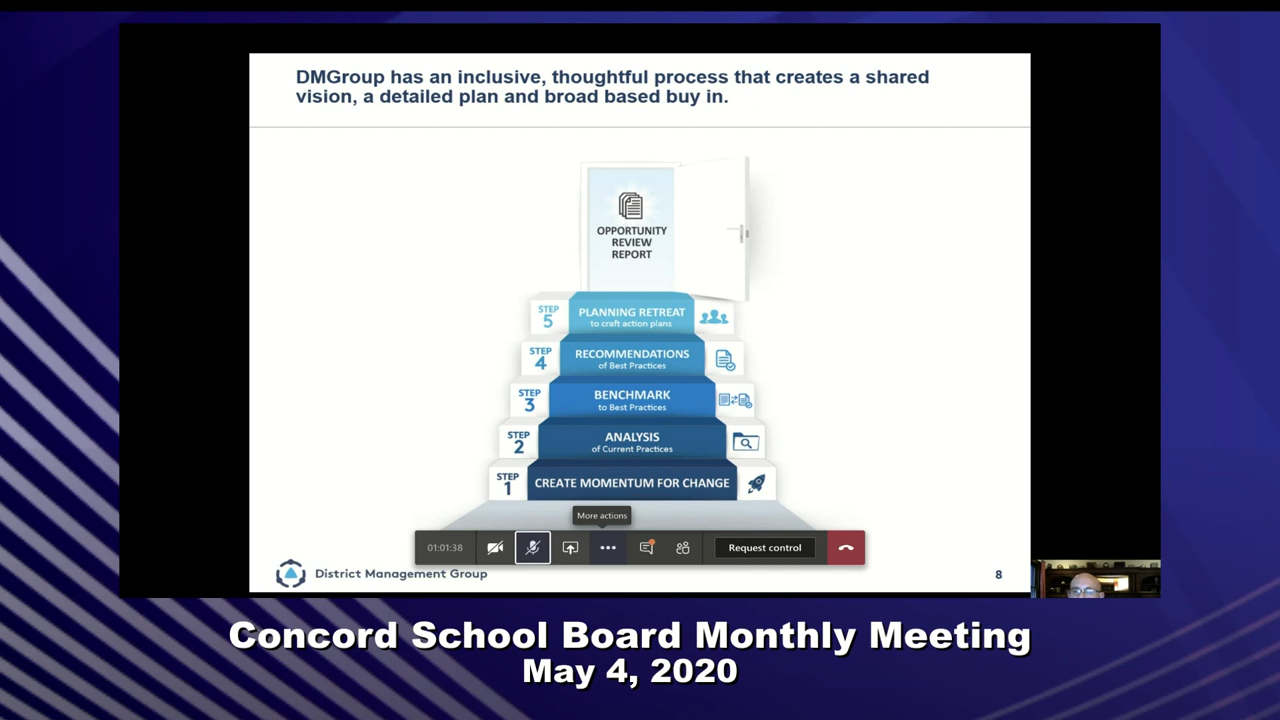 DMGroup has an inclusive, thoughtful process that creates a shared
vision, a detailed plan and broad based buy in.
OPPORTUNITY
REVIEW
REPORT
STEP
5
PLANNING RETREAT
to craft action plans
STEP
4
RECOMMENDATIONS
of Best Practices
STEP
3
BENCHMARK
to Best Practices
STEP
2
ANALYSIS
of Current Practices
STEP
1
CREATE MOMENTUM FOR CHANGE
More actions
01:01:38
Request control
District Management Group
8
Concord School Board Monthly Meeting
May 4, 2020